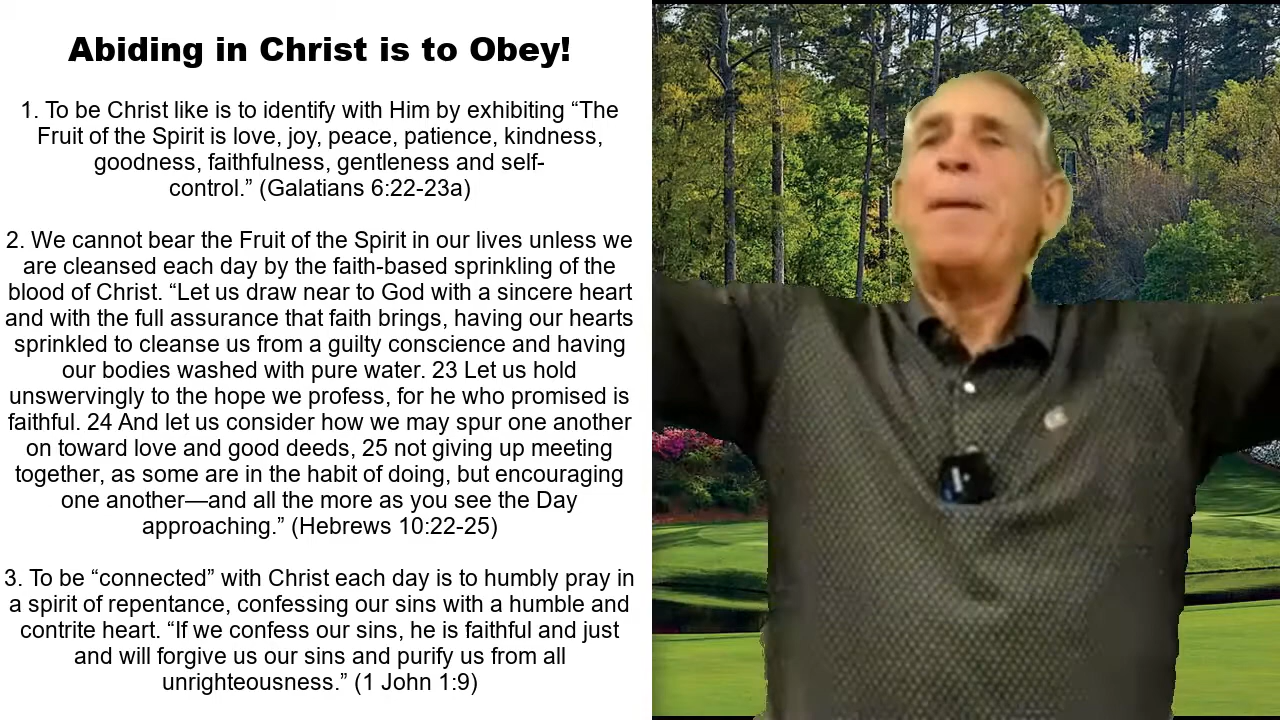 Abiding in Christ is to Obey!
1. To be Christ like is to identify with Him by exhibiting “The
Fruit of the Spirit is love, joy, peace, patience, kindness,
goodness, faithfulness, gentleness and self-
control.” (Galatians 6:22-23a)
2. We cannot bear the Fruit of the Spirit in our lives unless we
are cleansed each day by the faith-based sprinkling of the
blood of Christ. “Let us draw near to God with a sincere heart
and with the full assurance that faith brings, having our hearts
sprinkled to cleanse us from a guilty conscience and having
our bodies washed with pure water. 23 Let us hold
unswervingly to the hope we profess, for he who promised is
faithful. 24 And let us consider how we may spur one another
on toward love and good deeds, 25 not giving up meeting
together, as some are in the habit of doing, but encouraging
one another—and all the more as you see the Day
approaching.” (Hebrews 10:22-25)
3. To be “connected” with Christ each day is to humbly pray in
a spirit of repentance, confessing our sins with a humble and
contrite heart. “If we confess our sins, he is faithful and just
and will forgive us our sins and purify us from all
unrighteousness.” (1 John 1:9)